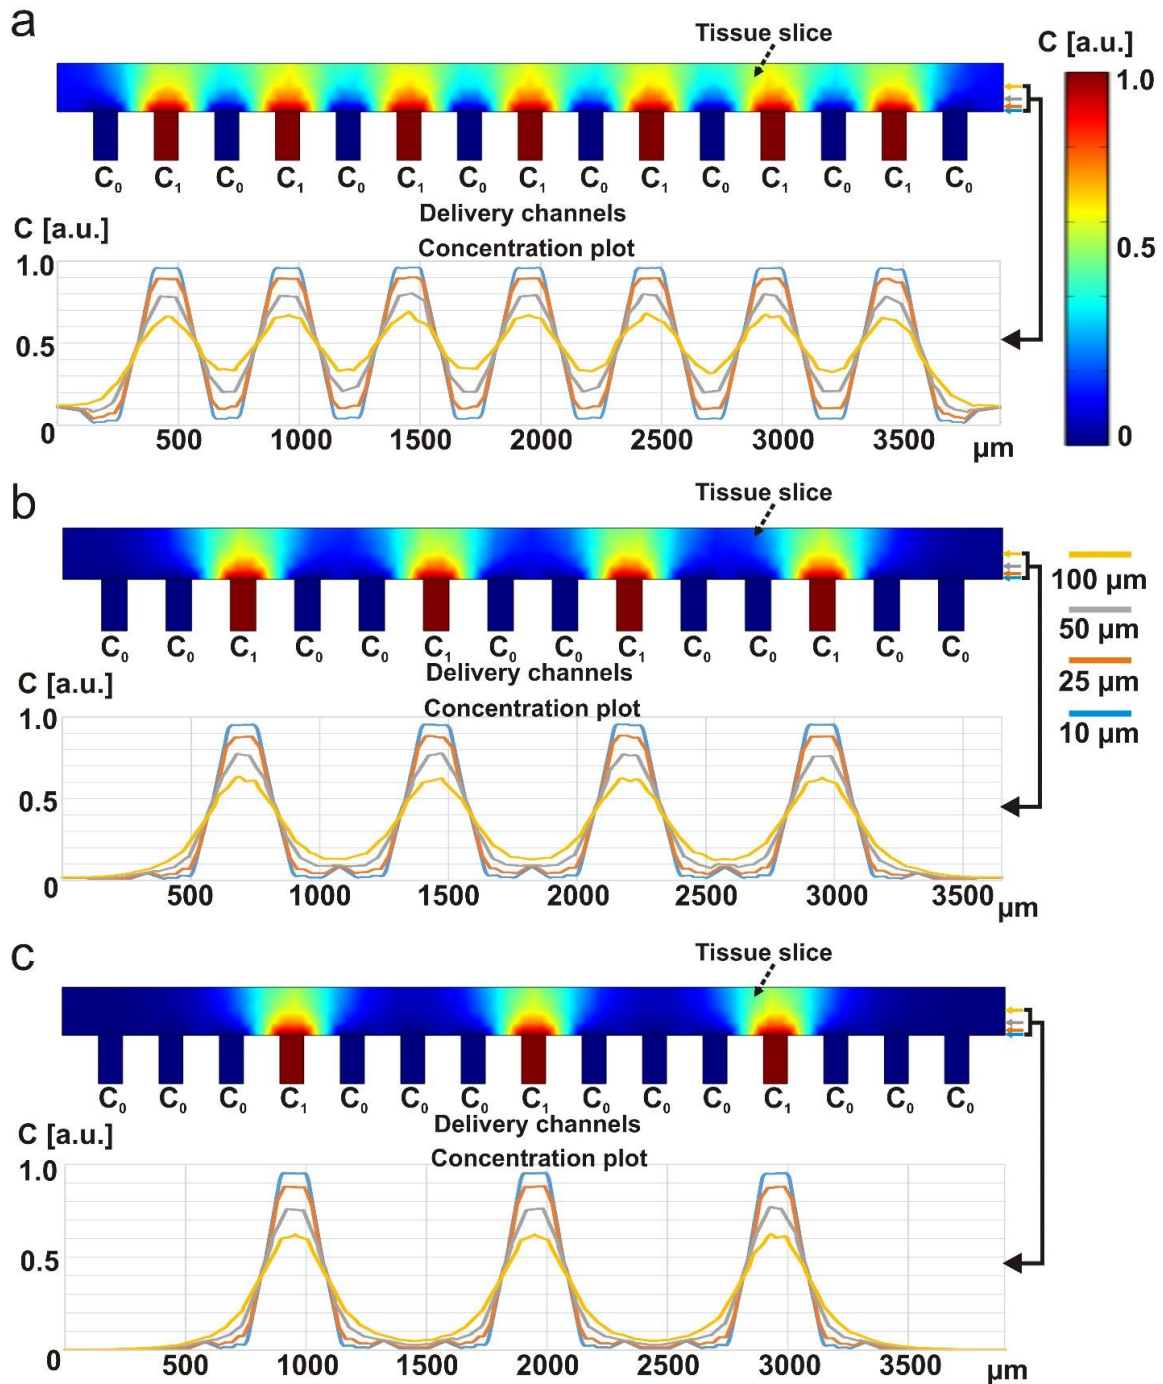 a
Tissue slice
C [a.u.]
1.0
0.5
0
C₀ C₁ C₀ C₁ C₀ C₁ C₀ C₁ C₀ C₁ C₀ C₁ C₀ C₁ C₀
Delivery channels
C [a.u.]
Concentration plot
1.0
0.5
0
500 1000 1500 2000 2500 3000 3500
µm
b
Tissue slice
C₀ C₀ C₁ C₀ C₀ C₁ C₀ C₀ C₁ C₀ C₀ C₁ C₀ C₀
Delivery channels
100 µm
50 µm
25 µm
10 µm
C [a.u.]
Concentration plot
1.0
0.5
0
500 1000 1500 2000 2500 3000 3500
µm
c
Tissue slice
C₀ C₀ C₀ C₁ C₀ C₀ C₀ C₁ C₀ C₀ C₀ C₁ C₀ C₀ C₀
Delivery channels
C [a.u.]
Concentration plot
1.0
0.5
0
500 1000 1500 2000 2500 3000 3500
µm